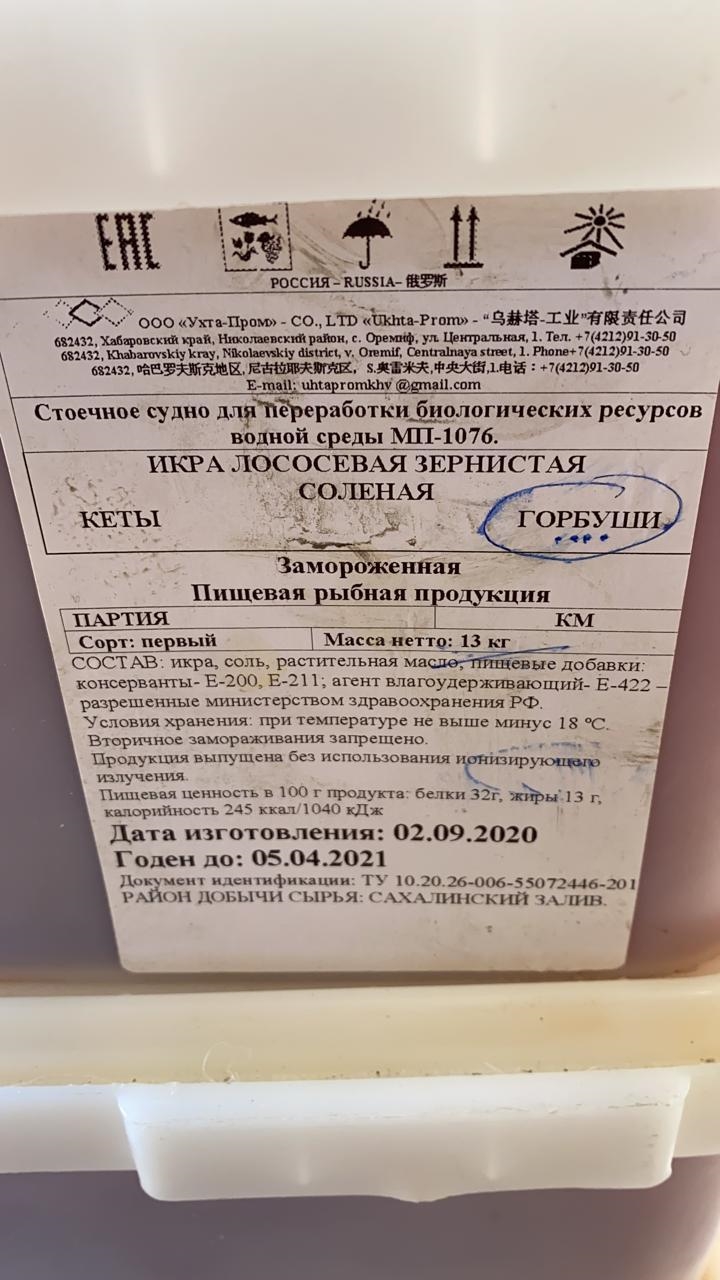 ЕАС
РОССИЯ – RUSSIA– 俄罗斯
ООО «Ухта-Пром» - CO., LTD «Ukhta-Prom» - “乌赫塔-工业”有限责任公司
682432, Хабаровский край, Николаевский район, с. Оремиф, ул. Центральная, 1. Тел. +7(4212)91-30-50
682432, Khabarovskiy kray, Nikolaevskiy district, v. Oremif, Centralnaya street, 1. Phone+7(4212)91-30-50
682432, 哈巴罗夫斯克地区, 尼古拉耶夫斯克区, S.奥雷米夫,中央大街,1.电话：+7(4212)91-30-50
E-mail: uhtapromkhv @gmail.com
Стоечное судно для переработки биологических ресурсов
водной среды МП-1076.
ИКРА ЛОСОСЕВАЯ ЗЕРНИСТАЯ
СОЛЕНАЯ
КЕТЫ ГОРБУШИ
Замороженная
Пищевая рыбная продукция
ПАРТИЯ КМ
Сорт: первый Масса нетто: 13 кг
СОСТАВ: икра, соль, растительная масло, пищевые добавки:
консерванты- Е-200, Е-211; агент влагоудерживающий- Е-422 –
разрешенные министерством здравоохранения РФ.
Условия хранения: при температуре не выше минус 18 ºС.
Вторичное замораживания запрещено.
Продукция выпущена без использования ионизирующего
излучения.
Пищевая ценность в 100 г продукта: белки 32г, жиры 13 г,
калорийность 245 ккал/1040 кДж
Дата изготовления: 02.09.2020
Годен до: 05.04.2021
Документ идентификации: ТУ 10.20.26-006-55072446-201
РАЙОН ДОБЫЧИ СЫРЬЯ: САХАЛИНСКИЙ ЗАЛИВ.